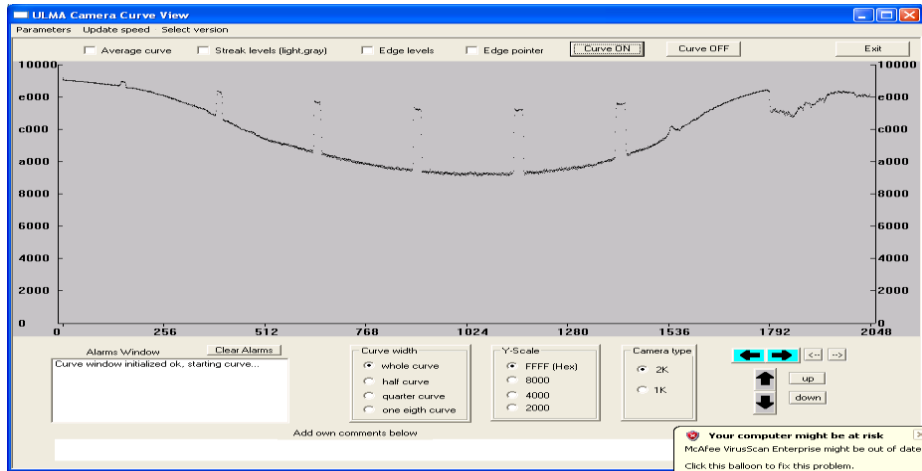 ULMA Camera Curve View
Parameters Update speed Select version
Average curve Streak levels (light,gray) Edge levels Edge pointer Curve ON Curve OFF Exit
10000 10000
e000 e000
c000 c000
a000 a000
8000 8000
6000 6000
4000 4000
2000 2000
0 0
0 256 512 768 1024 1280 1536 1792 2048
Alarms Window Clear Alarms
Curve window initialized ok, starting curve...
Curve width
whole curve
half curve
quarter curve
one eigth curve
Y-Scale
FFFF (Hex)
8000
4000
2000
Camera type
2K
1K
<-- -->
up
down
Add own comments below
Your computer might be at risk
McAfee VirusScan Enterprise might be out of date
Click this balloon to fix this problem.